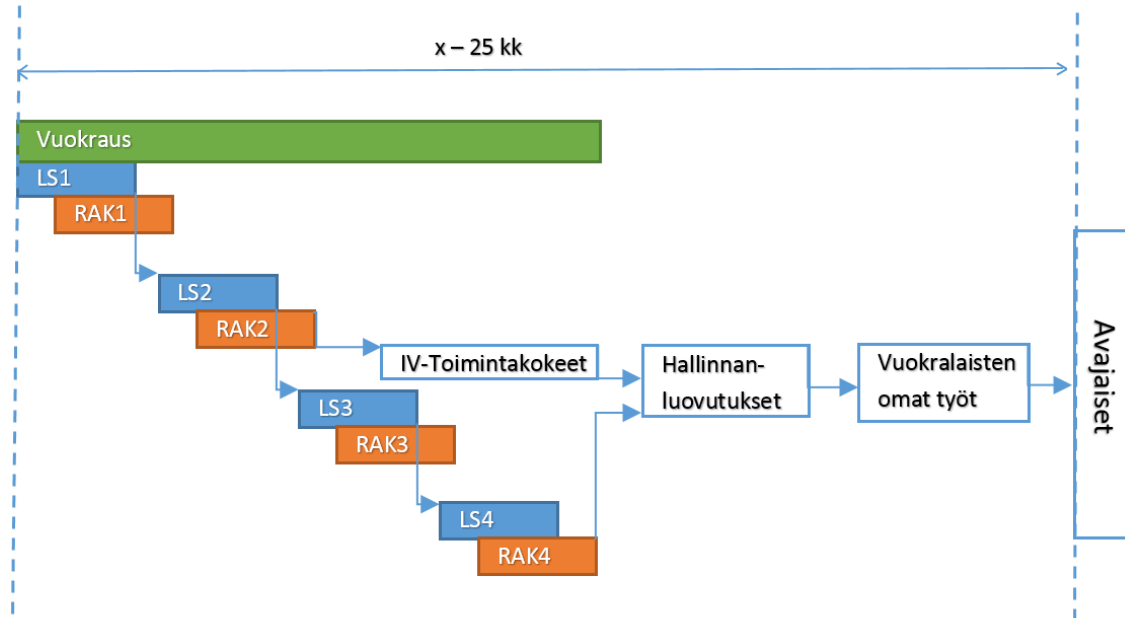 x – 25 kk
Vuokraus
LS1
RAK1
LS2
RAK2
IV-Toimintakokeet
LS3
RAK3
LS4
RAK4
Hallinnan-
luovutukset
Vuokralaisten
omat työt
Avajaiset